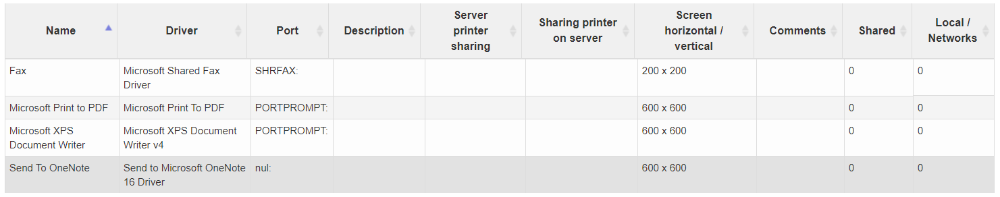 Name Driver Port Description Server printer sharing Sharing printer on server Screen horizontal / vertical Comments Shared Local / Networks
Fax Microsoft Shared Fax Driver SHRFAX: 200 x 200 0 0
Microsoft Print to PDF Microsoft Print To PDF PORTPROMPT: 600 x 600 0 0
Microsoft XPS Document Writer Microsoft XPS Document Writer v4 PORTPROMPT: 600 x 600 0 0
Send To OneNote Send to Microsoft OneNote 16 Driver nul: 600 x 600 0 0